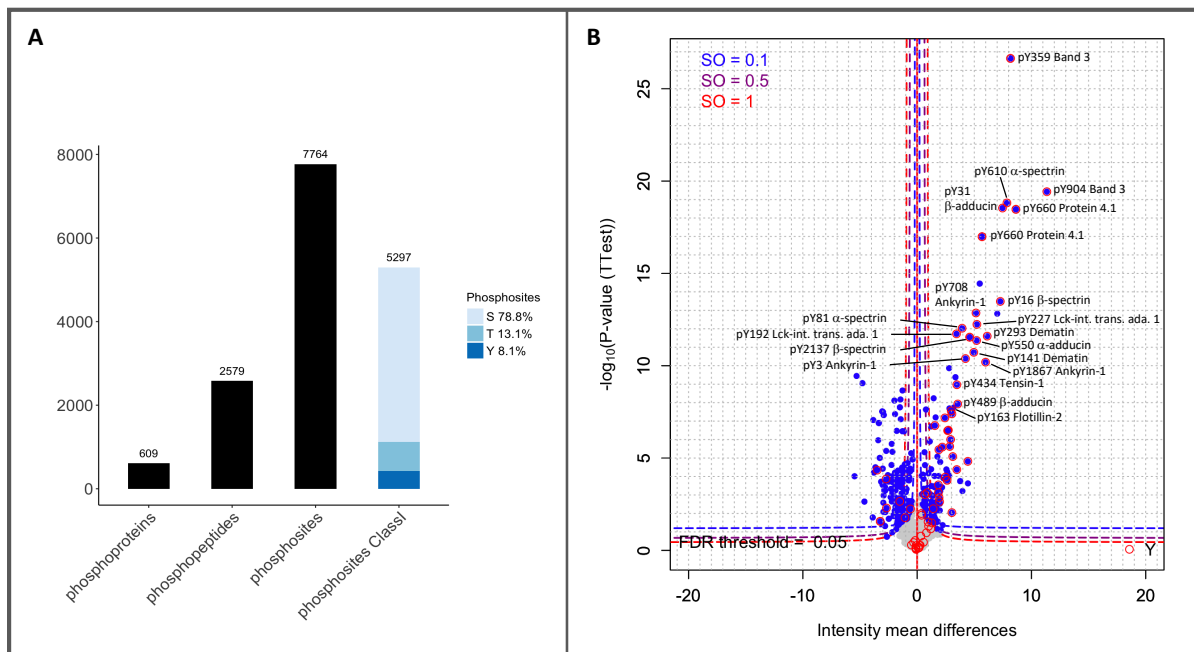 A
8000
6000
4000
2000
0
609
2579
7764
5297
phosphoproteins
phosphopeptides
phosphosites
phosphosites ClassI
Phosphosites
S 78.8%
T 13.1%
Y 8.1%
B
SO = 0.1
SO = 0.5
SO = 1
-log10(P-value (TTest))
25
20
15
10
5
0
pY359 Band 3
pY610 α-spectrin
pY31
β-adducin
pY904 Band 3
pY660 Protein 4.1
pY660 Protein 4.1
pY708
Ankyrin-1
pY16 β-spectrin
pY81 α-spectrin
pY227 Lck-int. trans. ada. 1
pY192 Lck-int. trans. ada. 1
pY293 Dematin
pY2137 β-spectrin
pY550 α-adducin
pY141 Dematin
pY3 Ankyrin-1
pY1867 Ankyrin-1
pY434 Tensin-1
pY489 β-adducin
pY163 Flotillin-2
FDR threshold = 0.05
Y
-20
-10
0
10
20
Intensity mean differences